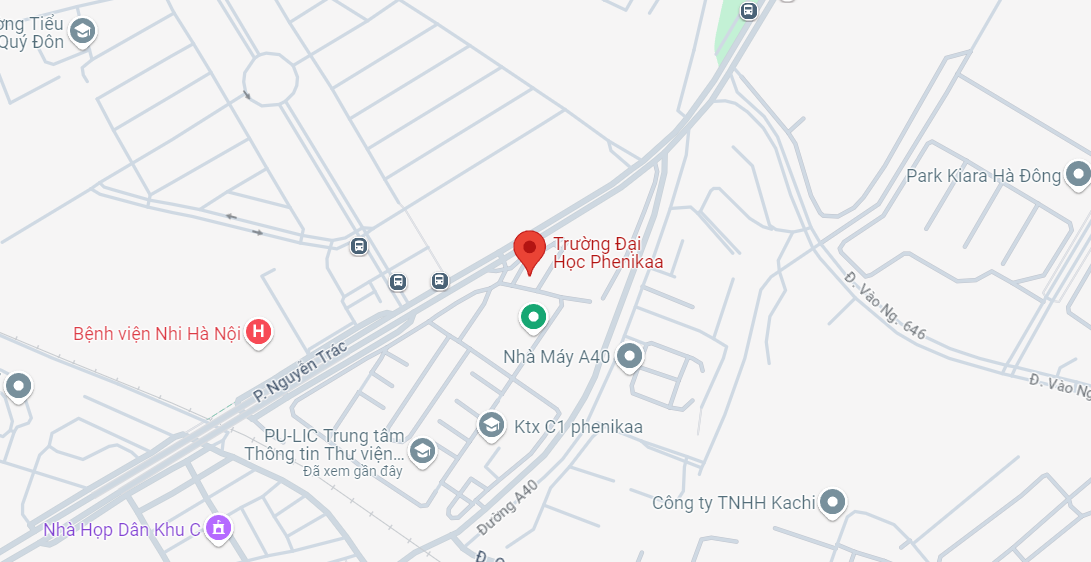 ờng Tiểu
Quý Đôn
Park Kiara Hà Đông
Trường Đại
Học Phenikaa
Đ. Vào Ng. 646
Bệnh viện Nhi Hà Nội
H
P. Nguyễn Trác
Nhà Máy A40
Đ. Vào Ng
Ktx C1 phenikaa
PU-LIC Trung tâm
Thông tin Thư viện...
Đã xem gần đây
Đường A40
Công ty TNHH Kachi
Nhà Họp Dân Khu C